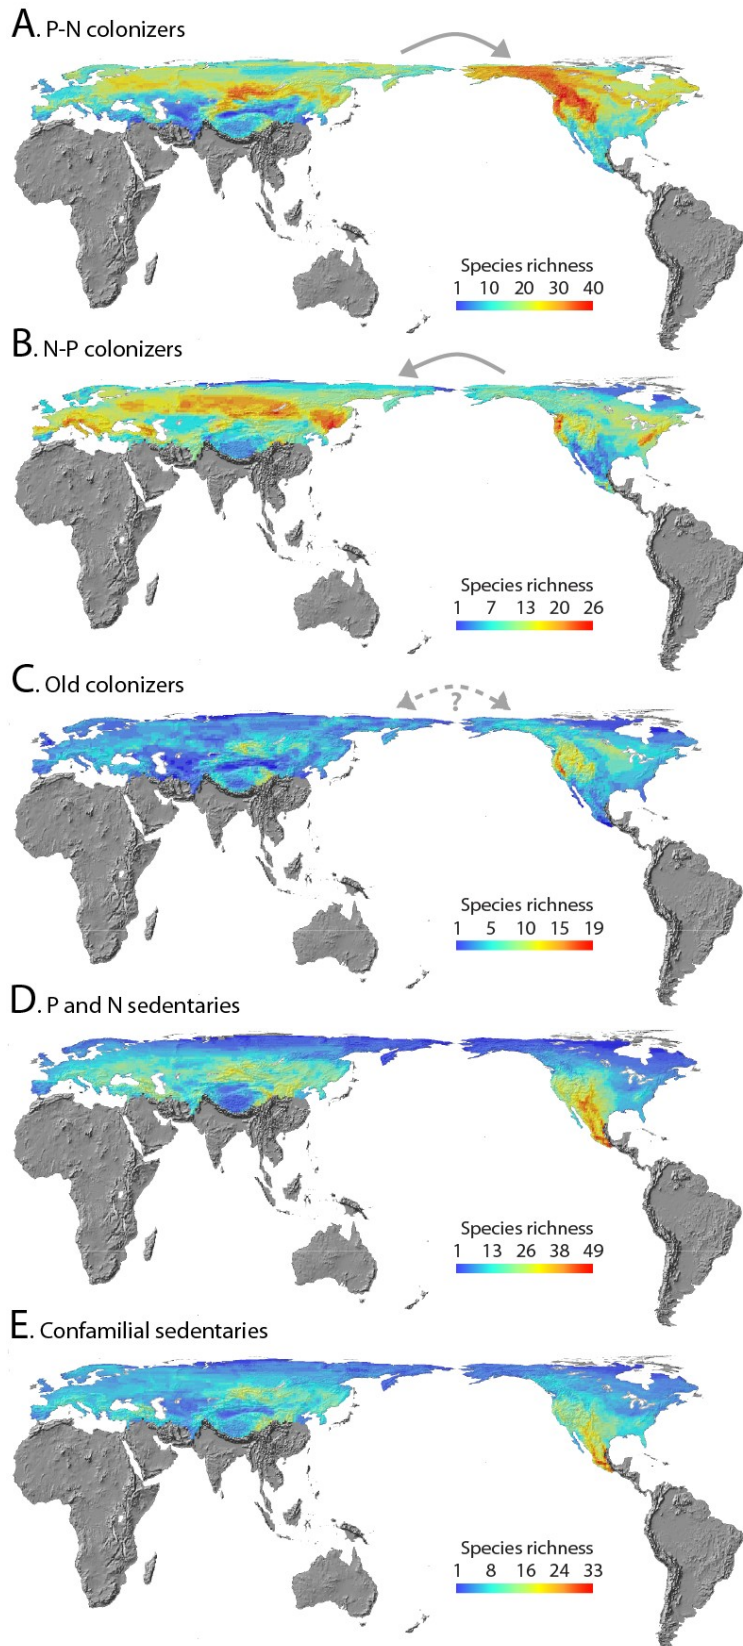 A. P-N colonizers
Species richness
1 10 20 30 40
B. N-P colonizers
Species richness
1 7 13 20 26
C. Old colonizers
?
Species richness
1 5 10 15 19
D. P and N sedentaries
Species richness
1 13 26 38 49
E. Confamilial sedentaries
Species richness
1 8 16 24 33